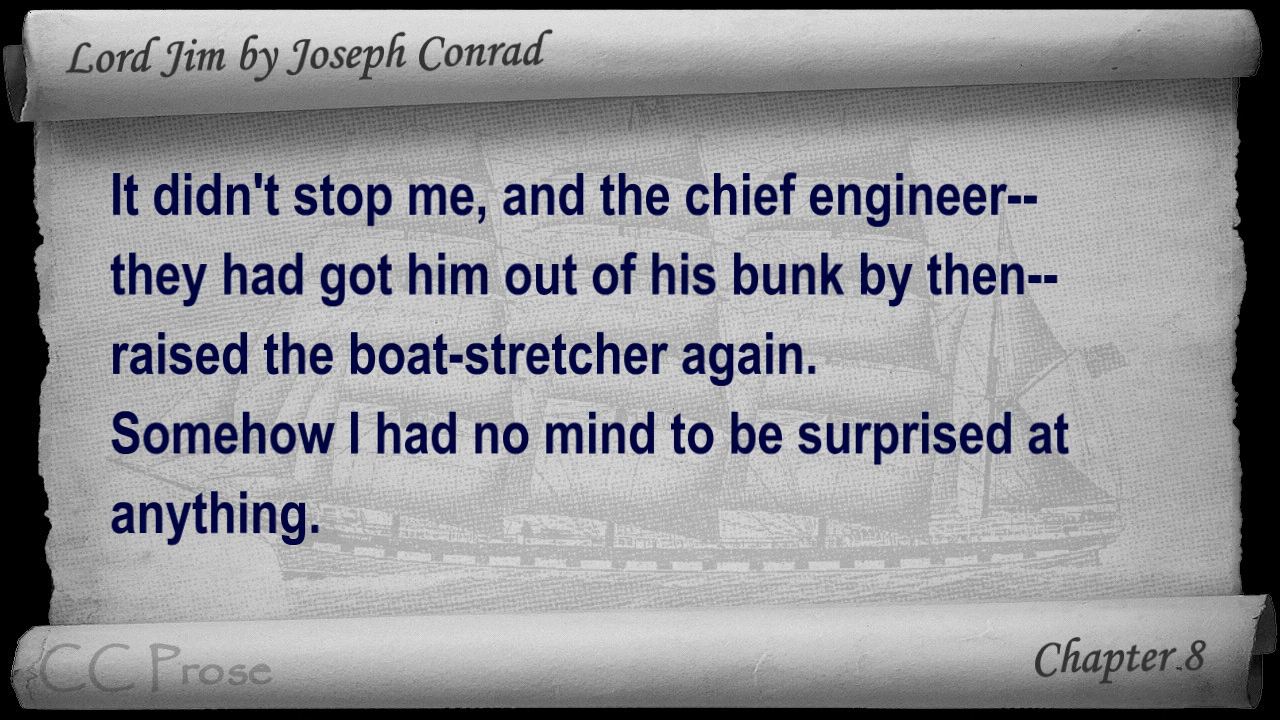 Lord Jim by Joseph Conrad
It didn't stop me, and the chief engineer--
they had got him out of his bunk by then--
raised the boat-stretcher again.
Somehow I had no mind to be surprised at
anything.
CC Prose
Chapter 8